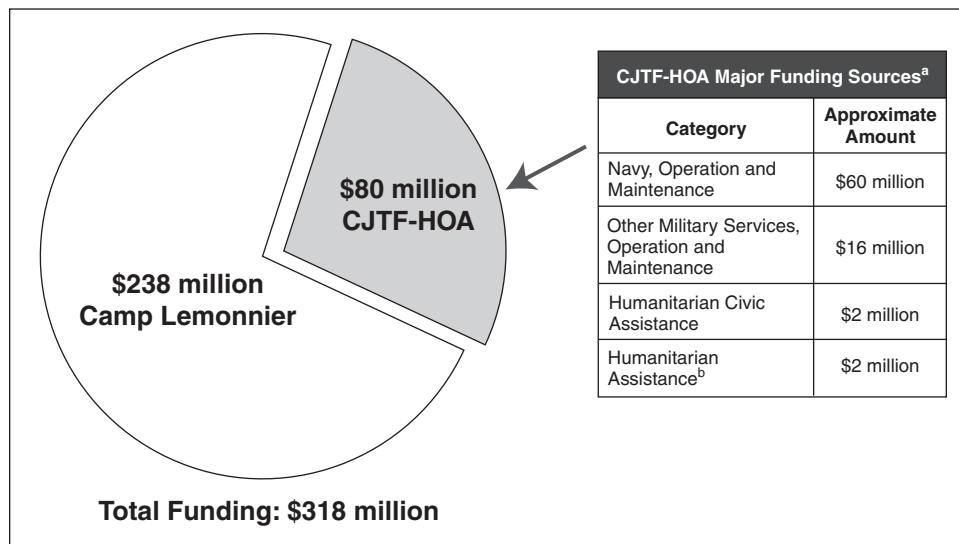 $80 million
CJTF-HOA
$238 million
Camp Lemonnier
Total Funding: $318 million
CJTF-HOA Major Funding Sourcesa
Category
Approximate
Amount
Navy, Operation and
Maintenance
$60 million
Other Military Services,
Operation and
Maintenance
$16 million
Humanitarian Civic
Assistance
$2 million
Humanitarian
Assistanceb
$2 million